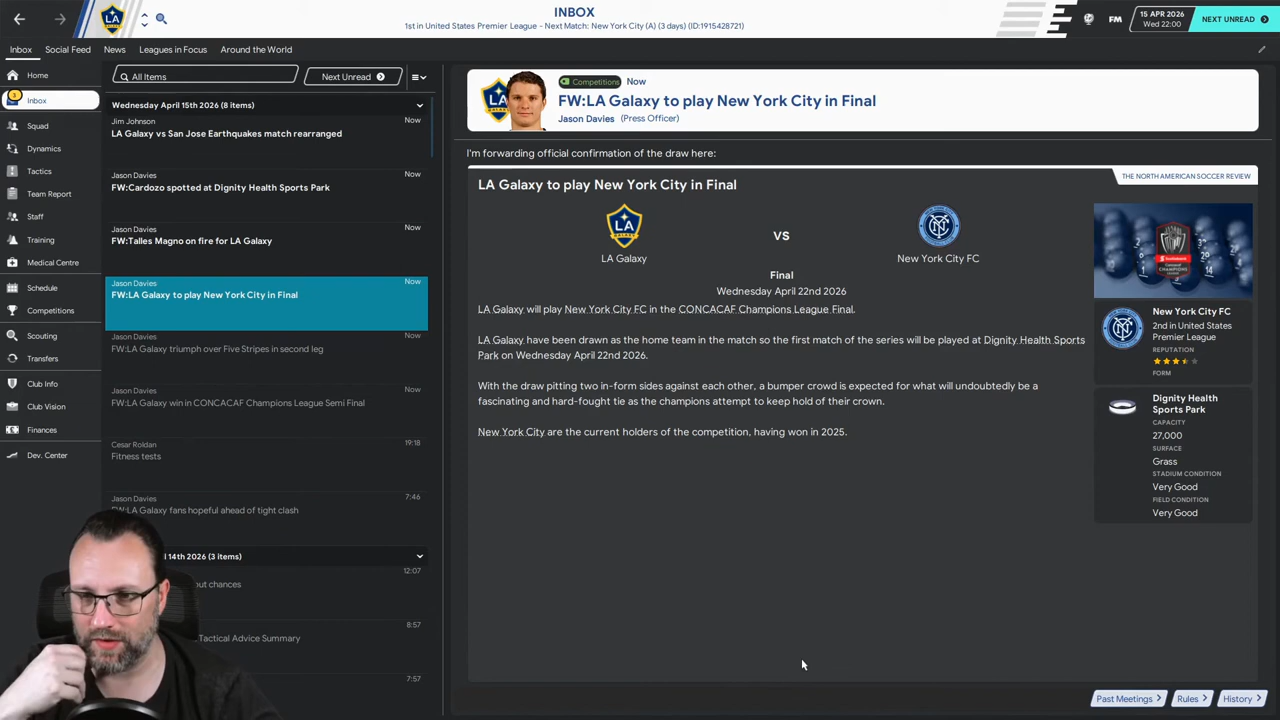 INBOX
1st in United States Premier League - Next Match: New York City (A) (3 days) (ID:1915428721)
FM
15 APR 2026
Wed 22:00
NEXT UNREAD
Inbox
Social Feed
News
Leagues in Focus
Around the World
3
Home
Inbox
Squad
Dynamics
Tactics
Team Report
Staff
Training
Medical Centre
Schedule
Competitions
Scouting
Transfers
Club Info
Club Vision
Finances
Dev. Center
All Items
Next Unread
Wednesday April 15th 2026 (8 items)
Jim Johnson Now
LA Galaxy vs San Jose Earthquakes match rearranged
Jason Davies Now
FW:Cardozo spotted at Dignity Health Sports Park
Jason Davies Now
FW:Talles Magno on fire for LA Galaxy
Jason Davies Now
FW:LA Galaxy to play New York City in Final
Jason Davies Now
FW:LA Galaxy triumph over Five Stripes in second leg
Jason Davies Now
FW:LA Galaxy win in CONCACAF Champions League Semi Final
Cesar Roldan 19:18
Fitness tests
Jason Davies 7:46
FW:LA Galaxy fans hopeful ahead of tight clash
14th 2026 (3 items)
12:07
out chances
8:57
Tactical Advice Summary
7:57
Competitions Now
FW:LA Galaxy to play New York City in Final
Jason Davies (Press Officer)
I'm forwarding official confirmation of the draw here:
LA Galaxy to play New York City in Final
THE NORTH AMERICAN SOCCER REVIEW
LA Galaxy
VS
New York City FC
Final
Wednesday April 22nd 2026
LA Galaxy will play New York City FC in the CONCACAF Champions League Final.
LA Galaxy have been drawn as the home team in the match so the first match of the series will be played at Dignity Health Sports
Park on Wednesday April 22nd 2026.
With the draw pitting two in-form sides against each other, a bumper crowd is expected for what will undoubtedly be a
fascinating and hard-fought tie as the champions attempt to keep hold of their crown.
New York City are the current holders of the competition, having won in 2025.
New York City FC
2nd in United States
Premier League
REPUTATION
FORM
Dignity Health
Sports Park
CAPACITY
27,000
SURFACE
Grass
STADIUM CONDITION
Very Good
FIELD CONDITION
Very Good
Past Meetings
Rules
History